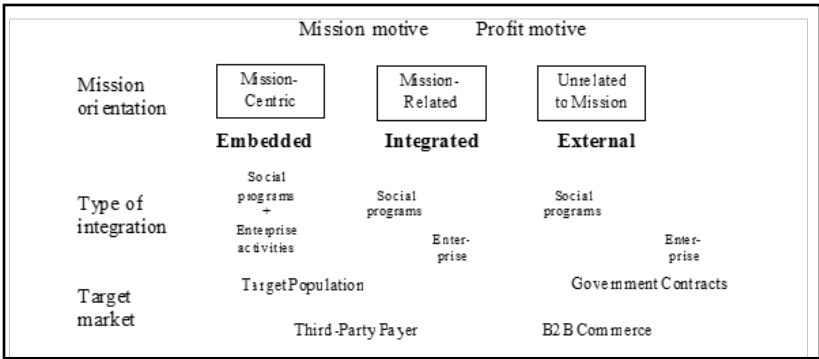 Mission motive Profit motive
Mission
orientation
Mission-
Centric
Mission-
Related
Unrelated
to Mission
Embedded Integrated External
Type of
integration
Social
programs
+
Enterprise
activities
Social
programs
Enter-
prise
Social
programs
Enter-
prise
Target
market
Target Population
Government Contracts
Third-Party Payer
B2B Commerce